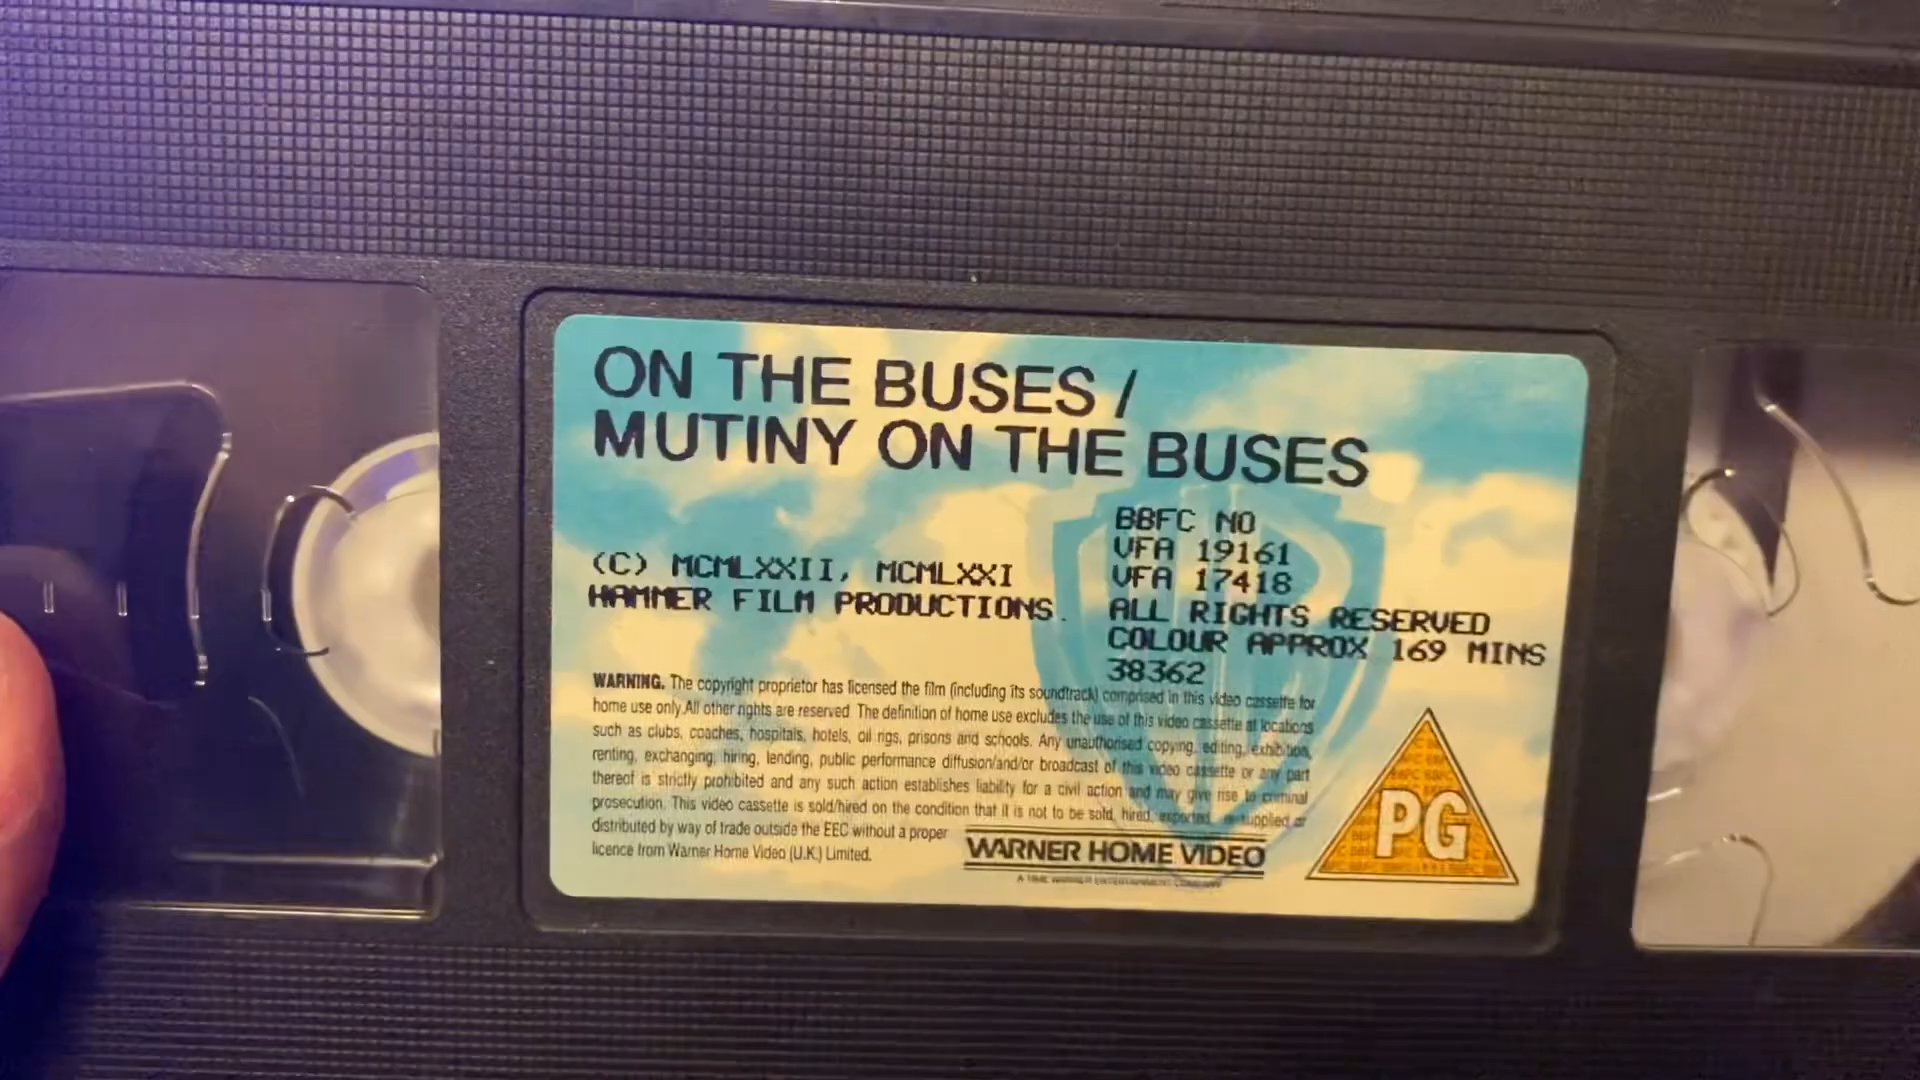 ON THE BUSES /
MUTINY ON THE BUSES
BBFC NO
VFA 19161
VFA 17418
(C) MCMLXXII, MCMLXXI
HAMMER FILM PRODUCTIONS.
ALL RIGHTS RESERVED
COLOUR APPROX 169 MINS
38362
WARNING. The copyright proprietor has licensed the film (including its soundtrack) comprised in this video cassette for
home use only. All other rights are reserved. The definition of home use excludes the use of this video cassette at locations
such as clubs, coaches, hospitals, hotels, oil rigs, prisons and schools. Any unauthorised copying, editing, exhibition,
renting, exchanging, hiring, lending, public performance diffusion/and/or broadcast of this video cassette or any part
thereof is strictly prohibited and any such action establishes liability for a civil action and may give rise to criminal
prosecution. This video cassette is sold/hired on the condition that it is not to be sold, hired, exported, supplied or
distributed by way of trade outside the EEC without a proper
licence from Warner Home Video (U.K.) Limited.
WARNER HOME VIDEO
A TIME WARNER ENTERTAINMENT COMPANY
PG